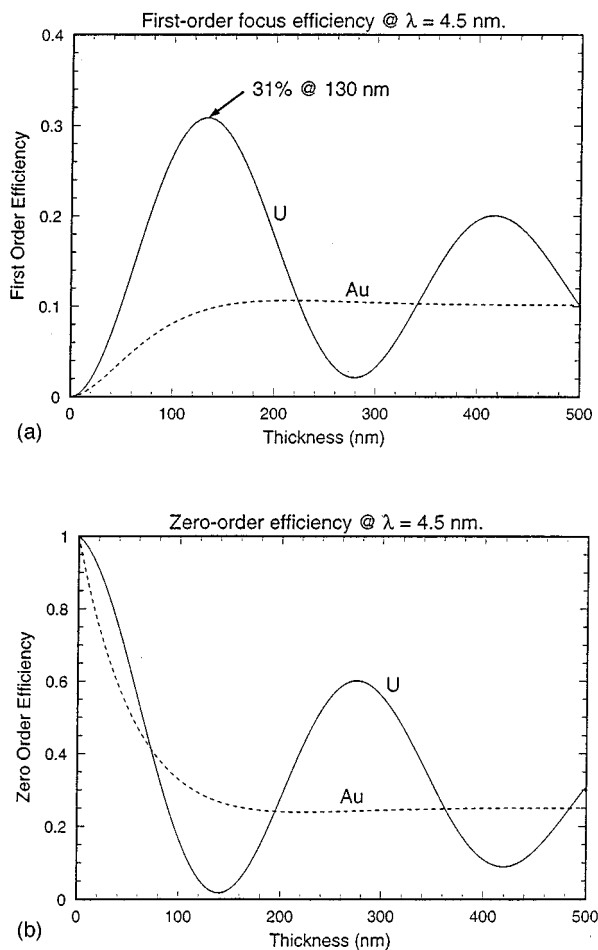 First-order focus efficiency @ λ = 4.5 nm.
0.4
31% @ 130 nm
0.3
First Order Efficiency
U
0.2
Au
0.1
0
0 100 200 300 400 500
(a)
Thickness (nm)
Zero-order efficiency @ λ = 4.5 nm.
1
0.8
U
0.6
Zero Order Efficiency
0.4
Au
0.2
0
0 100 200 300 400 500
(b)
Thickness (nm)